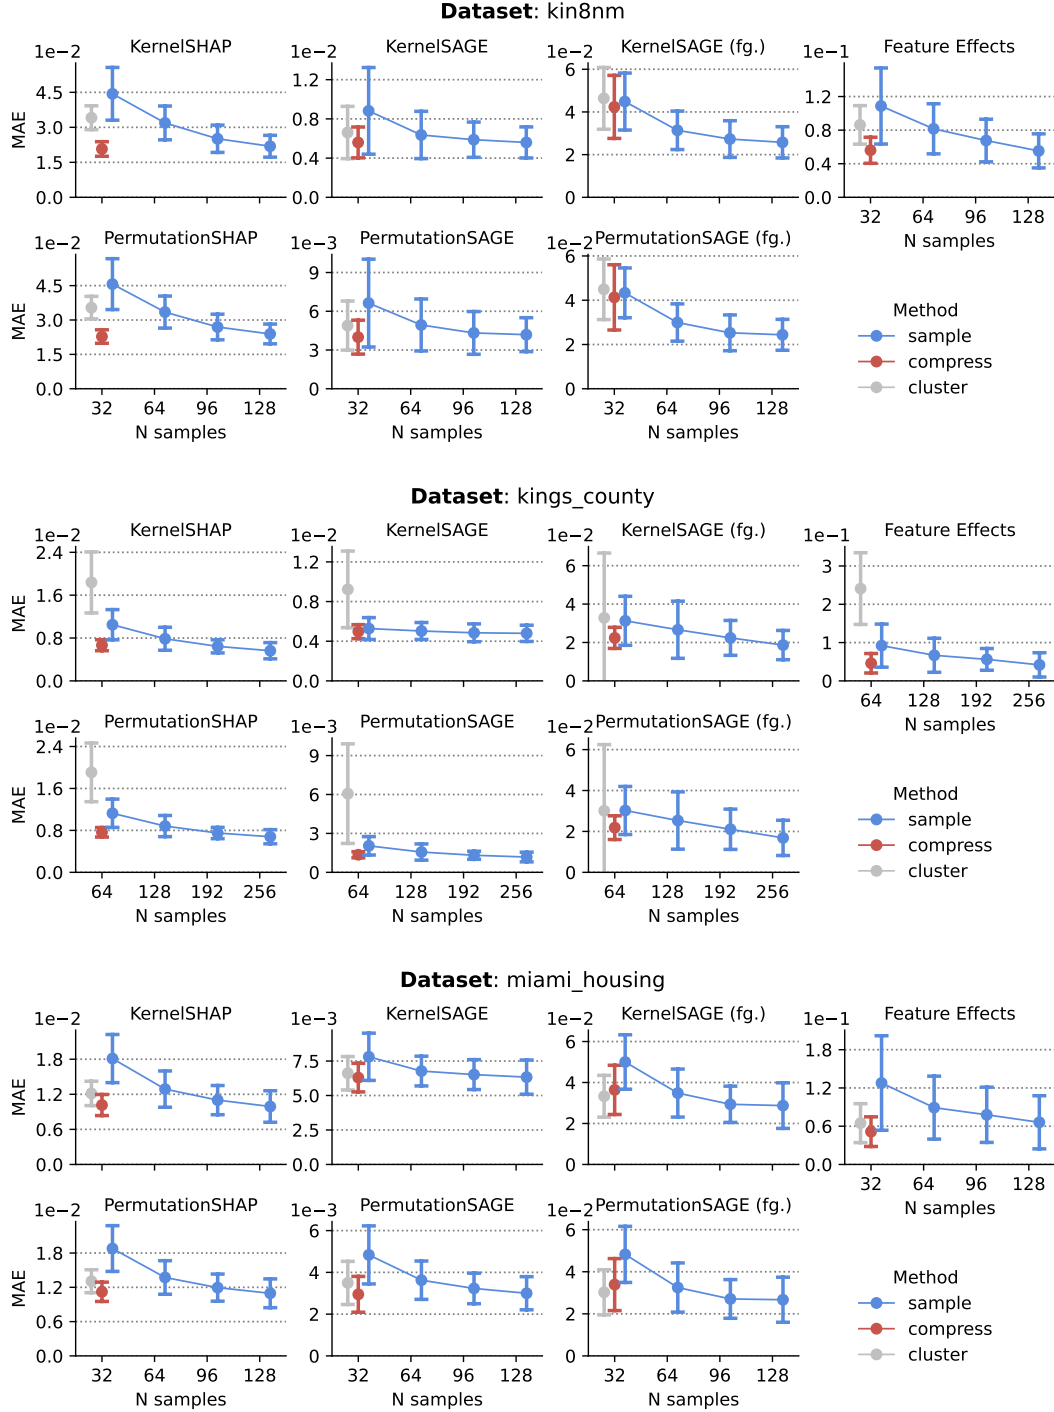 Dataset: kin8nm
KernelSHAP
KernelSAGE
KernelSAGE (fg.)
Feature Effects
1e−2
1e−2
1e−2
1e−1
MAE
4.5
3.0
1.5
0.0
1.2
0.8
0.4
0.0
6
4
2
0
1.2
0.8
0.4
0.0
32 64 96 128
N samples
PermutationSHAP
PermutationSAGE
PermutationSAGE (fg.)
1e−2
1e−3
1e−2
MAE
4.5
3.0
1.5
0.0
9
6
3
0
6
4
2
0
32 64 96 128
32 64 96 128
32 64 96 128
N samples
N samples
N samples
Method
sample
compress
cluster
Dataset: kings_county
KernelSHAP
KernelSAGE
KernelSAGE (fg.)
Feature Effects
1e−2
1e−2
1e−2
1e−1
MAE
2.4
1.6
0.8
0.0
1.2
0.8
0.4
0.0
6
4
2
0
3
2
1
0
64 128 192 256
N samples
PermutationSHAP
PermutationSAGE
PermutationSAGE (fg.)
1e−2
1e−3
1e−2
MAE
2.4
1.6
0.8
0.0
9
6
3
0
6
4
2
0
64 128 192 256
64 128 192 256
64 128 192 256
N samples
N samples
N samples
Method
sample
compress
cluster
Dataset: miami_housing
KernelSHAP
KernelSAGE
KernelSAGE (fg.)
Feature Effects
1e−2
1e−3
1e−2
1e−1
MAE
1.8
1.2
0.6
0.0
7.5
5.0
2.5
0.0
6
4
2
0
1.8
1.2
0.6
0.0
32 64 96 128
N samples
PermutationSHAP
PermutationSAGE
PermutationSAGE (fg.)
1e−2
1e−3
1e−2
MAE
1.8
1.2
0.6
0.0
6
4
2
0
6
4
2
0
32 64 96 128
32 64 96 128
32 64 96 128
N samples
N samples
N samples
Method
sample
compress
cluster